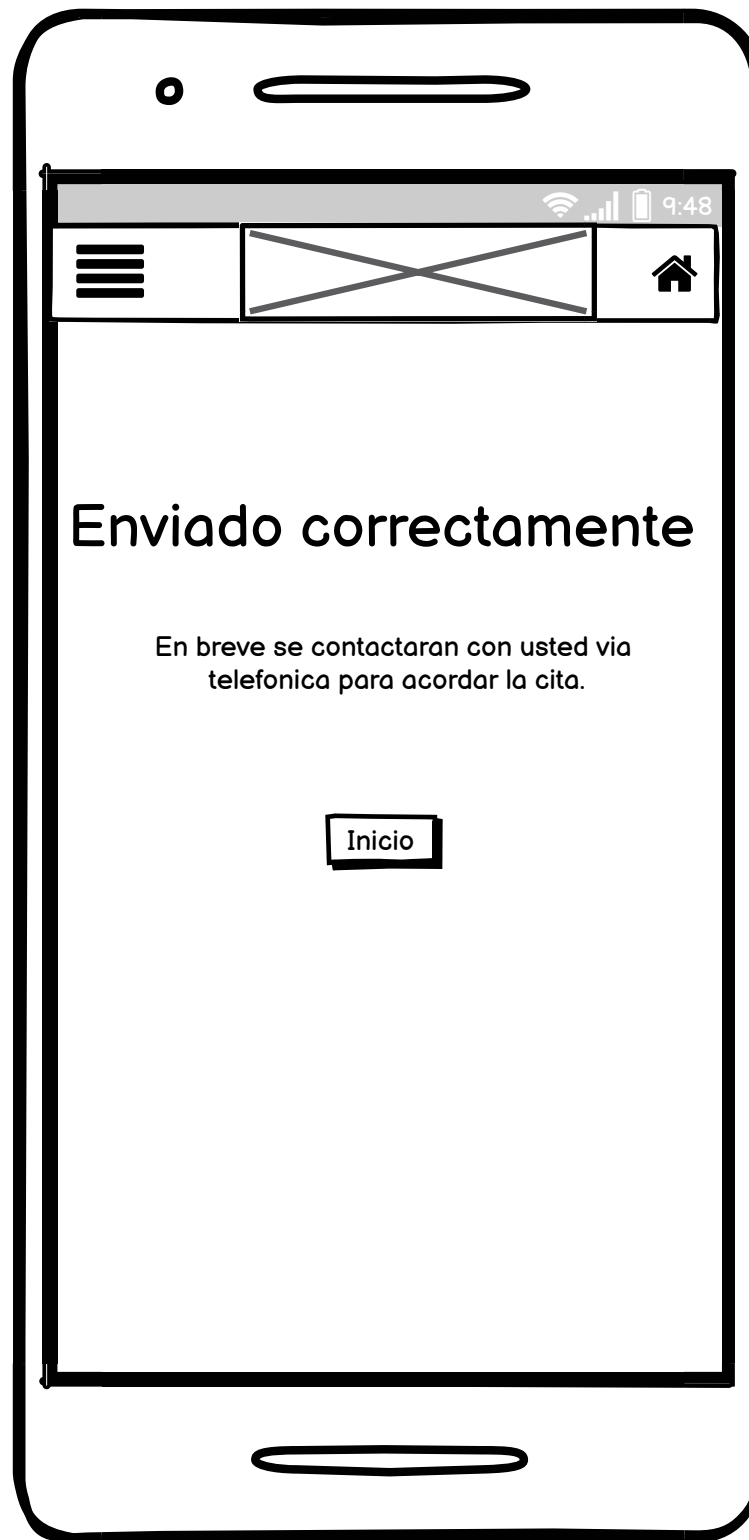 9:48
Enviado correctamente
En breve se contactaran con usted via
telefonica para acordar la cita.
Inicio